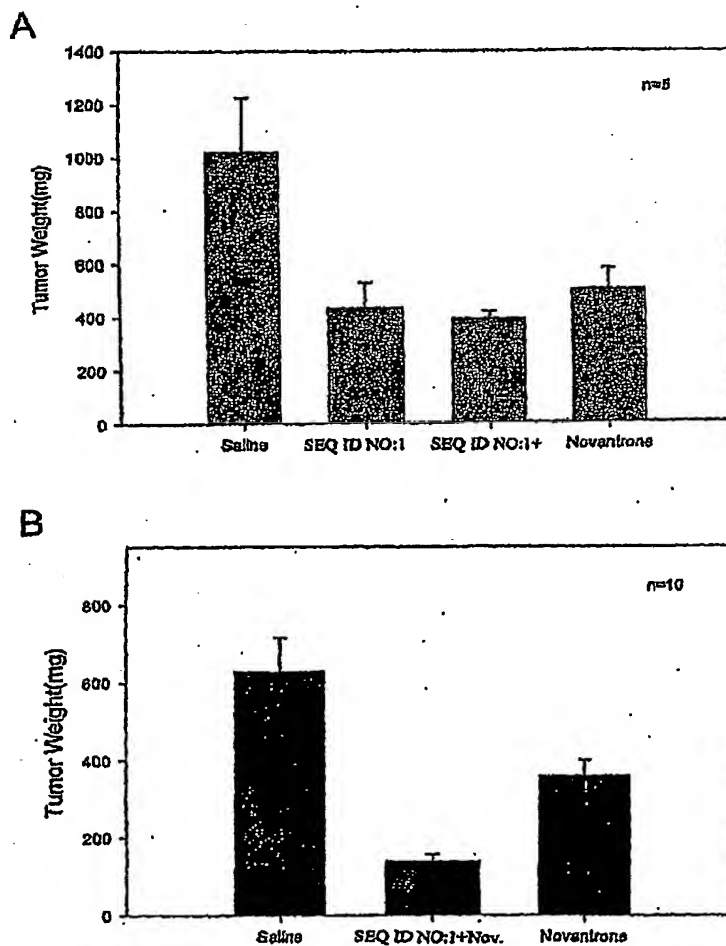 A
1400
1200
1000
800
600
400
200
0
Tumor Weight(mg)
n=5
Saline SEQ ID NO:1 SEQ ID NO:1+ Novantrone
B
800
600
400
200
0
Tumor Weight(mg)
n=10
Saline SEQ ID NO:1+Nov. Novantrone